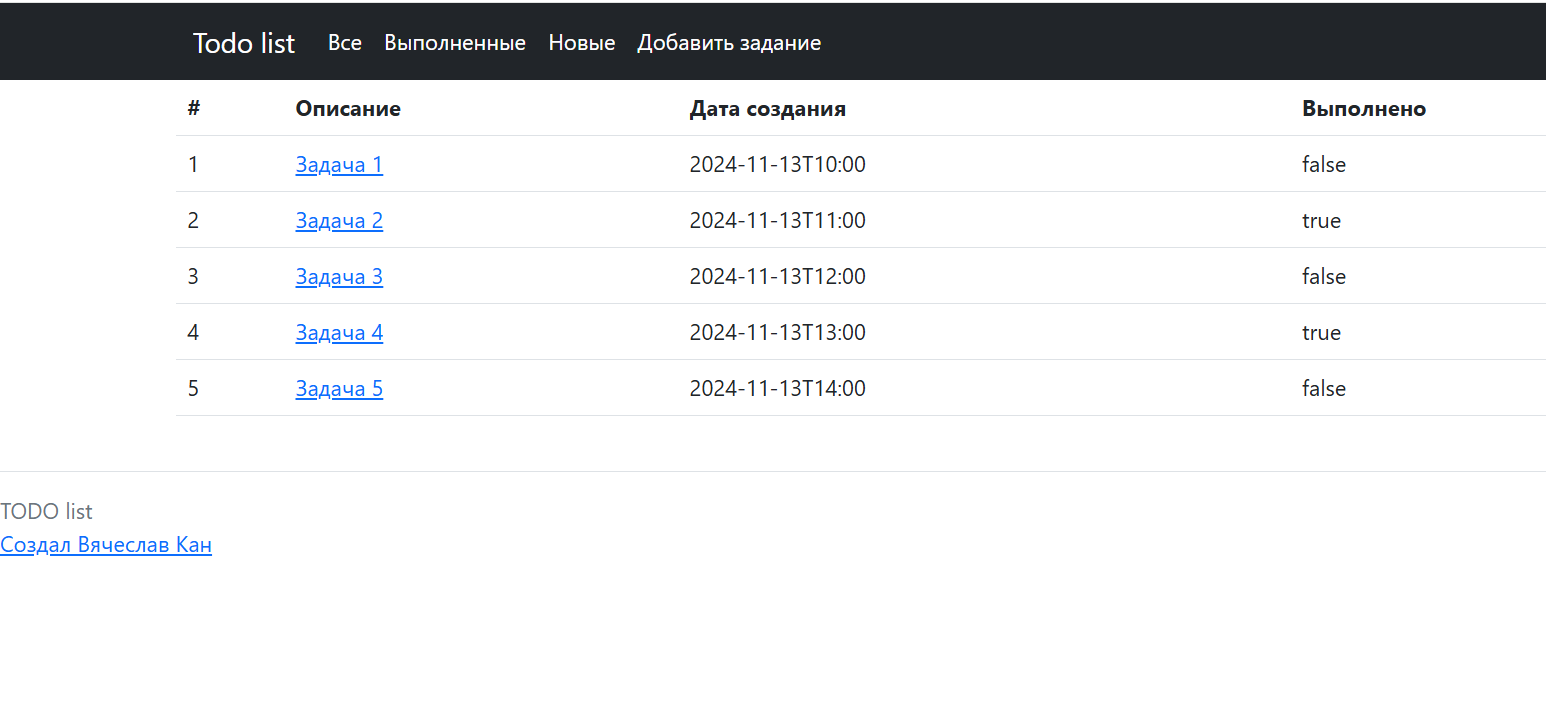 Todo list Все Выполненные Новые Добавить задание
# Описание Дата создания Выполнено
1 Задача 1 2024-11-13T10:00 false
2 Задача 2 2024-11-13T11:00 true
3 Задача 3 2024-11-13T12:00 false
4 Задача 4 2024-11-13T13:00 true
5 Задача 5 2024-11-13T14:00 false
TODO list
Создал Вячеслав Кан